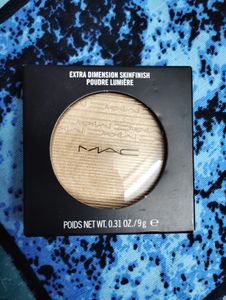 EXTRA DIMENSION SKINFINISH
POUDRE LUMIÈRE
MAC
POIDS NET WT. 0.31 OZ./9g ℮